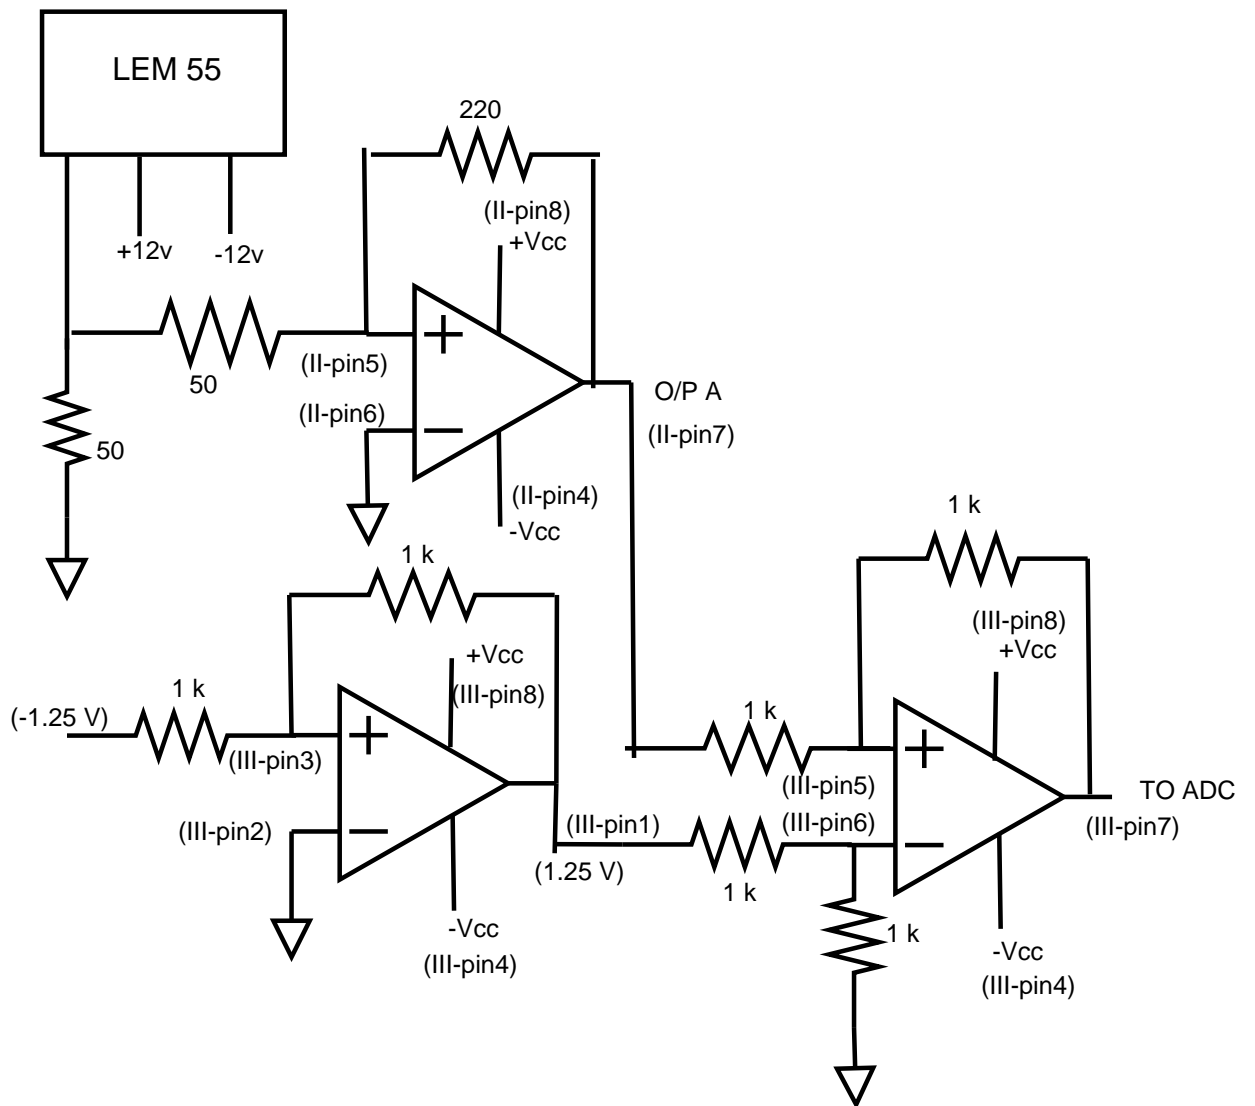 LEM 55
+12v
-12v
220
(II-pin8)
+Vcc
50
(II-pin5)
(II-pin6)
50
O/P A
(II-pin7)
(II-pin4)
-Vcc
1 k
+Vcc
(III-pin8)
(-1.25 V)
1 k
(III-pin3)
(III-pin2)
(III-pin1)
(1.25 V)
-Vcc
(III-pin4)
1 k
(III-pin8)
+Vcc
1 k
(III-pin5)
(III-pin6)
1 k
1 k
TO ADC
(III-pin7)
-Vcc
(III-pin4)